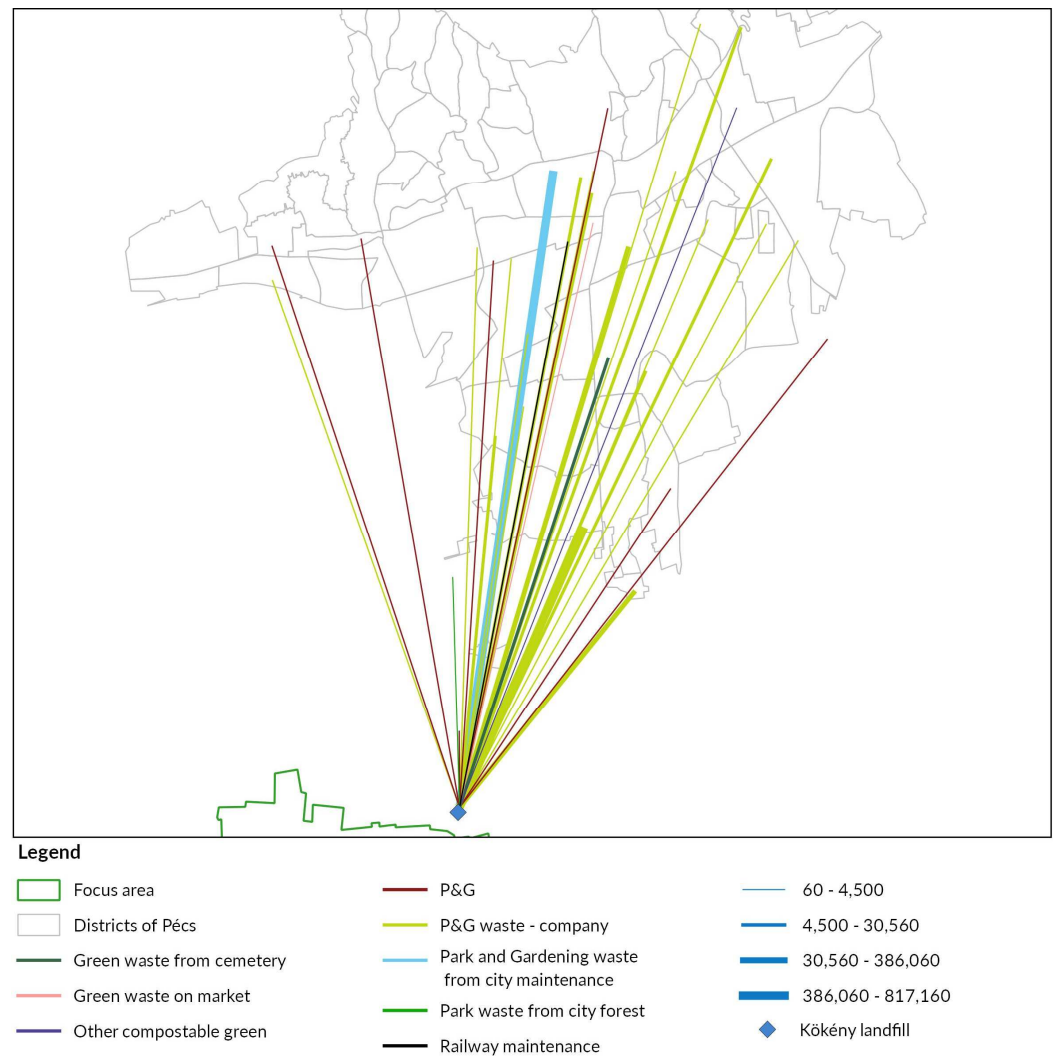 Legend
Focus area
Districts of Pécs
Green waste from cemetery
Green waste on market
Other compostable green
P&G
P&G waste - company
Park and Gardening waste
from city maintenance
Park waste from city forest
Railway maintenance
60 - 4,500
4,500 - 30,560
30,560 - 386,060
386,060 - 817,160
Kökény landfill